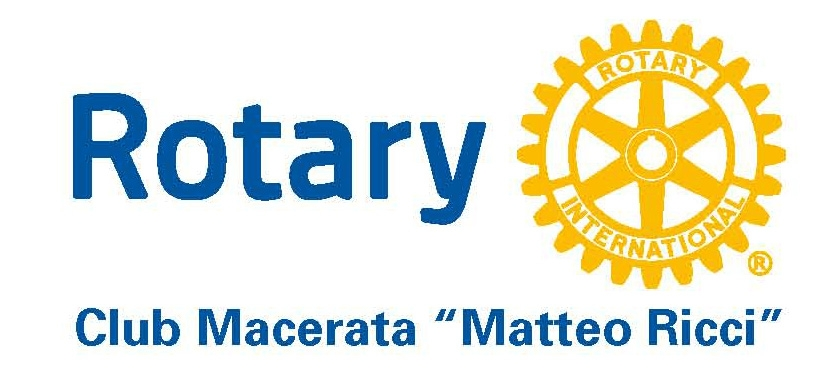 Rotary
ROTARY
INTERNATIONAL
®
Club Macerata “Matteo Ricci”